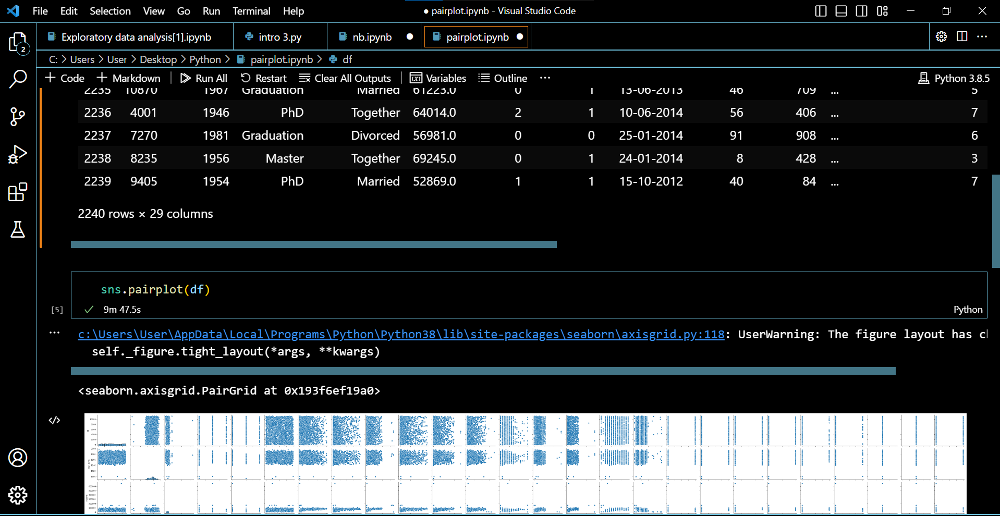 File Edit Selection View Go Run Terminal Help ● pairplot.ipynb - Visual Studio Code
Exploratory data analysis[1].ipynb intro 3.py nb.ipynb ● pairplot.ipynb ●
2
C: > Users > User > Desktop > Python > pairplot.ipynb > df
+ Code + Markdown | Run All Restart Clear All Outputs | Variables Outline ··· Python 3.8.5
2235 10870 1967 Graduation Married 61223.0 0 1 13-06-2013 46 709 ... 5
2236 4001 1946 PhD Together 64014.0 2 1 10-06-2014 56 406 ... 7
2237 7270 1981 Graduation Divorced 56981.0 0 0 25-01-2014 91 908 ... 6
2238 8235 1956 Master Together 69245.0 0 1 24-01-2014 8 428 ... 3
2239 9405 1954 PhD Married 52869.0 1 1 15-10-2012 40 84 ... 7
2240 rows × 29 columns
sns.pairplot(df)
[5] ✓ 9m 47.5s Python
c:\Users\User\AppData\Local\Programs\Python\Python38\lib\site-packages\seaborn\axisgrid.py:118: UserWarning: The figure layout has
self._figure.tight_layout(*args, **kwargs)
<seaborn.axisgrid.PairGrid at 0x193f6ef19a0>